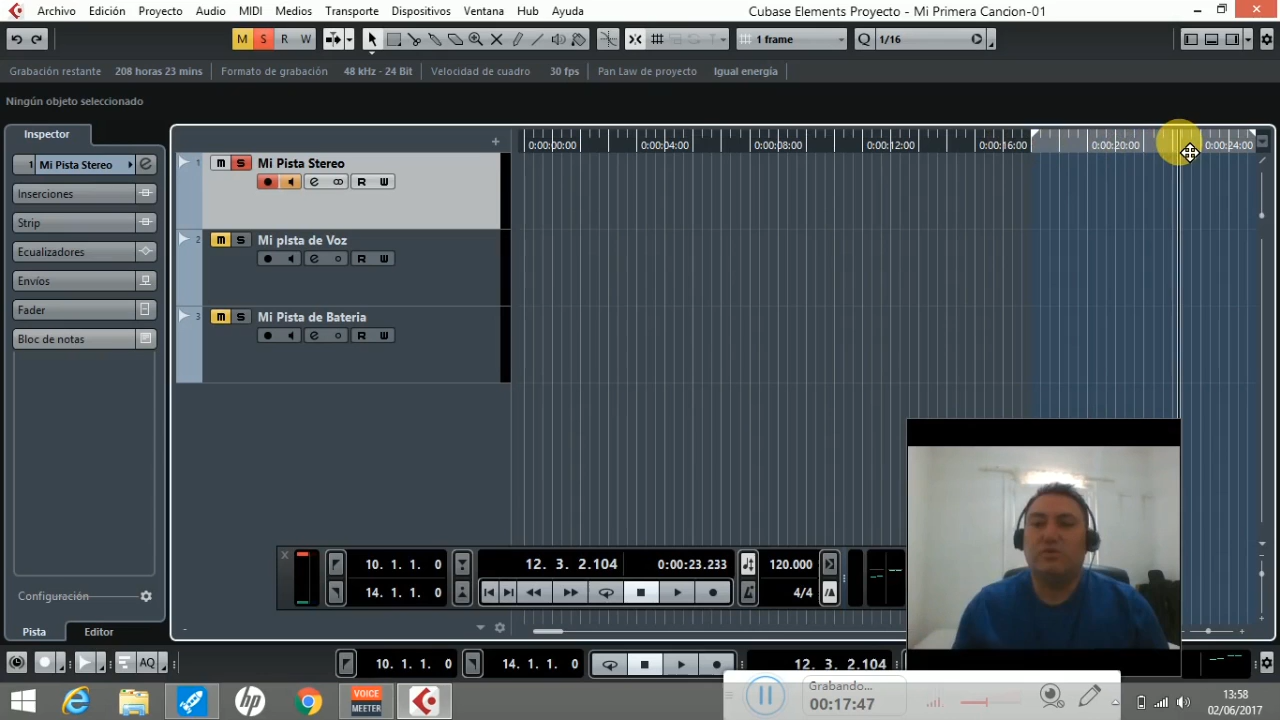 Archivo Edición Proyecto Audio MIDI Medios Transporte Dispositivos Ventana Hub Ayuda Cubase Elements Proyecto - Mi Primera Cancion-01
M S R W 1 frame Q 1/16
Grabación restante 208 horas 23 mins Formato de grabación 48 kHz - 24 Bit Velocidad de cuadro 30 fps Pan Law de proyecto Igual energía
Ningún objeto seleccionado
Inspector
0:00:00:00 0:00:04:00 0:00:08:00 0:00:12:00 0:00:16:00 0:00:20:00 0:00:24:00
1 Mi Pista Stereo
1 m S Mi Pista Stereo
e R W
Inserciones
Strip
Ecualizadores
Envíos
Fader
Bloc de notas
2 m S Mi pIsta de Voz
e R W
3 m S Mi Pista de Bateria
e R W
10. 1. 1. 0 12. 3. 2.104 0:00:23.233 120.000
14. 1. 1. 0 4/4
Configuración
Pista Editor
AQ 10. 1. 1. 0 14. 1. 1. 0 12. 3. 2.104
Grabando...
00:17:47
hp VOICE
MEETER
13:58
02/06/2017